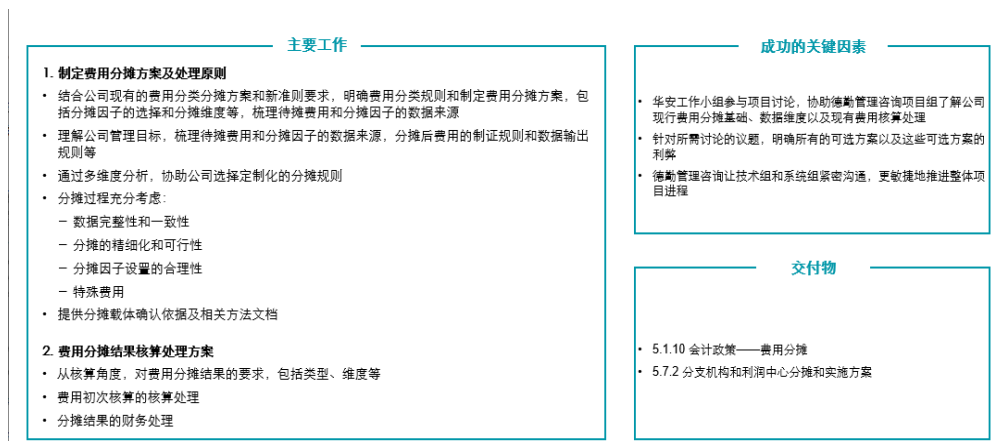 主要工作
1. 制定费用分摊方案及处理原则
• 结合公司现有的费用分类分摊方案和新准则要求，明确费用分类规则和制定费用分摊方案，包
括分摊因子的选择和分摊维度等，梳理待摊费用和分摊因子的数据来源
• 理解公司管理目标，梳理待摊费用和分摊因子的数据来源，分摊后费用的制证规则和数据输出
规则等
• 通过多维度分析，协助公司选择定制化的分摊规则
• 分摊过程充分考虑：
— 数据完整性和一致性
— 分摊的精细化和可行性
— 分摊因子设置的合理性
— 特殊费用
• 提供分摊载体确认依据及相关方法文档
2. 费用分摊结果核算处理方案
• 从核算角度，对费用分摊结果的要求，包括类型、维度等
• 费用初次核算的核算处理
• 分摊结果的财务处理
成功的关键因素
• 华安工作小组参与项目讨论，协助德勤管理咨询项目组了解公司
现行费用分摊基础、数据维度以及现有费用核算处理
• 针对所需讨论的议题，明确所有的可选方案以及这些可选方案的
利弊
• 德勤管理咨询让技术组和系统组紧密沟通，更敏捷地推进整体项
目进程
交付物
• 5.1.10 会计政策——费用分摊
• 5.7.2 分支机构和利润中心分摊和实施方案